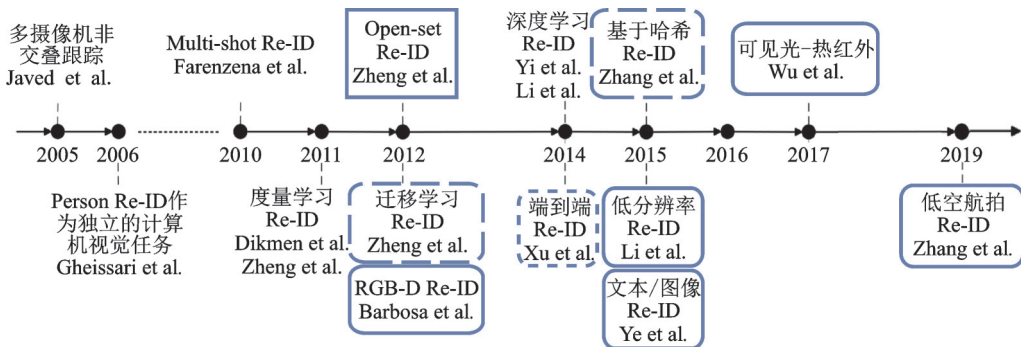 多摄像机非
交叠跟踪
Javed et al.
Multi-shot Re-ID
Farenzena et al.
Open-set
Re-ID
Zheng et al.
深度学习
Re-ID
Yi et al.
Li et al.
基于哈希
Re-ID
Zhang et al.
可见光-热红外
Wu et al.
2005
2006
2010
2011
2012
2014
2015
2016
2017
2019
Person Re-ID作
为独立的计算
机视觉任务
Gheissari et al.
度量学习
Re-ID
Dikmen et al.
Zheng et al.
迁移学习
Re-ID
Zheng et al.
RGB-D Re-ID
Barbosa et al.
端到端
Re-ID
Xu et al.
低分辨率
Re-ID
Li et al.
文本/图像
Re-ID
Ye et al.
低空航拍
Re-ID
Zhang et al.